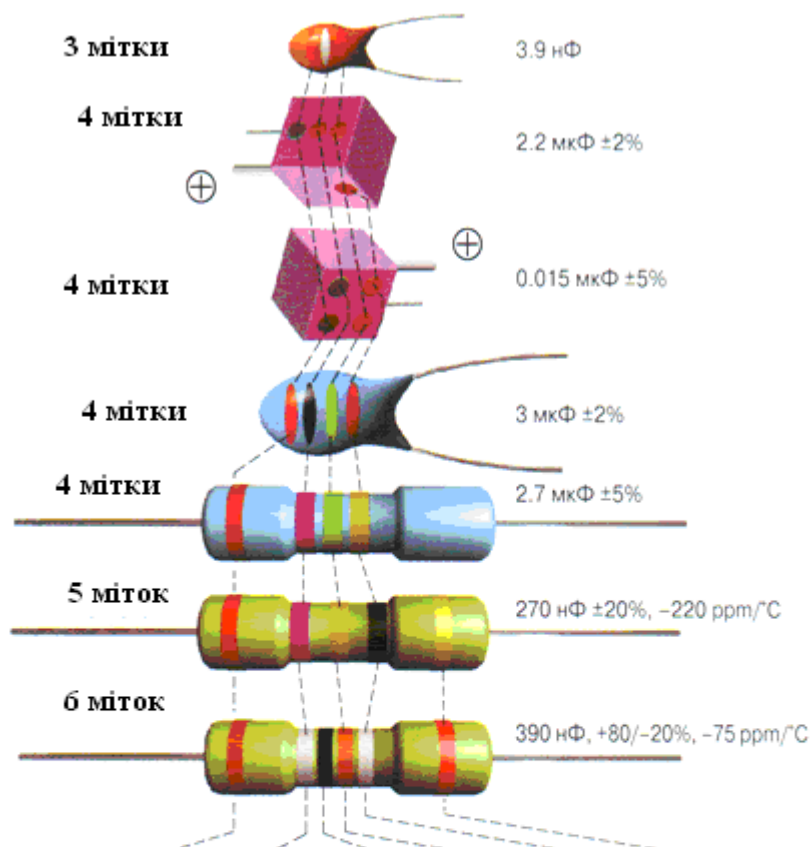 3 мітки
3.9 нФ
4 мітки
2.2 мкФ ±2%
4 мітки
0.015 мкФ ±5%
4 мітки
3 мкФ ±2%
4 мітки
2.7 мкФ ±5%
5 міток
270 нФ ±20%, −220 ppm/°C
6 міток
390 нФ, +80/−20%, −75 ppm/°C